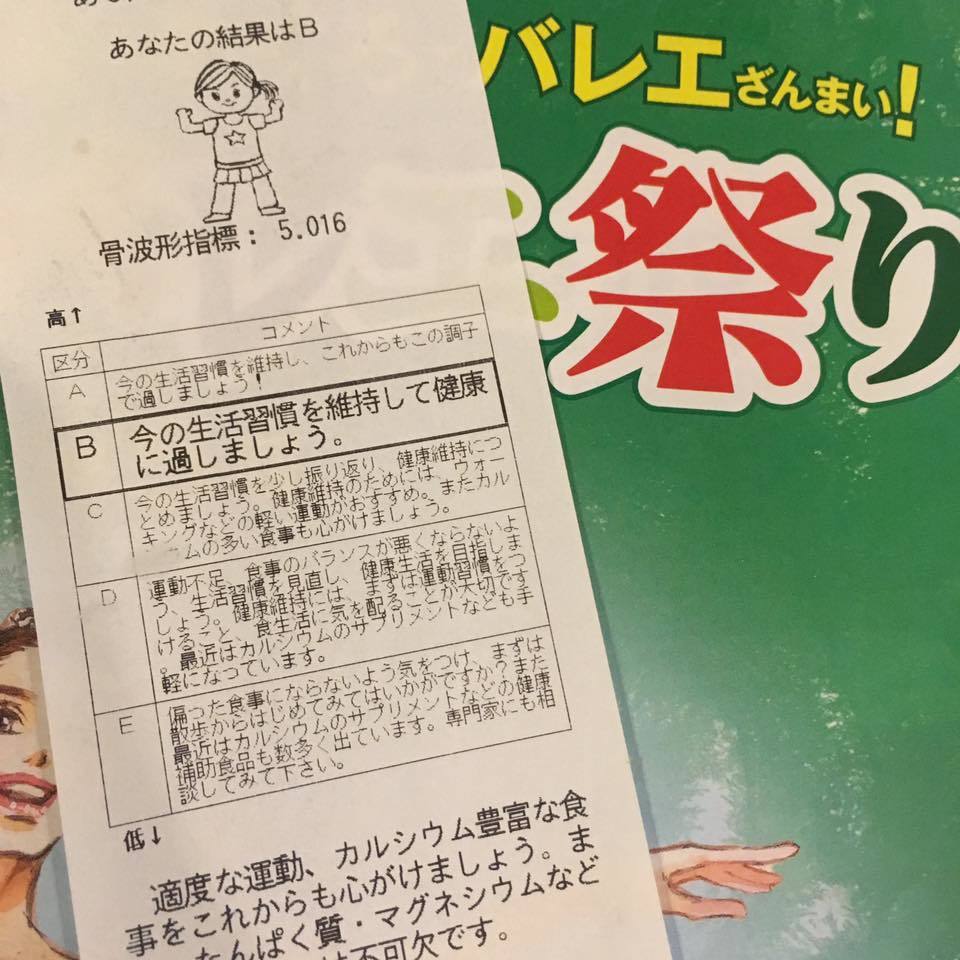 あなたの結果はB
骨波形指標: 5.016
高↑
区分 コメント
A 今の生活習慣を維持し、これからもこの調子
で過しましょう!
B 今の生活習慣を維持して健康
に過しましょう。
C 今の生活習慣を少し振り返り、健康維持につ
とめましょう。健康維持のためには、ウォー
キングなどの軽い運動がおすすめ。またカル
ムの多い食事も心がけましょう。
D 運動不足、食事のバランスが悪くならないよ
う、生活習慣を見直し、健康生活を目指しま
しょう。健康維持には、まずは運動習慣をつ
けること、食生活に気を配ることが大切です
。最近はカルシウムのサプリメントなども手
軽になっています。
E 偏った食事にならないよう気をつけ、まずは
散歩からはじめてみてはいかがですか?また
最近はカルシウムのサプリメントなどの健康
補助食品も数多く出ています。専門家にも相
談してみて下さい。
低↓
適度な運動、カルシウム豊富な食
事をこれからも心がけましょう。ま
たんぱく質・マグネシウムなど
は不可欠です。
バレエざんまい!
祭り